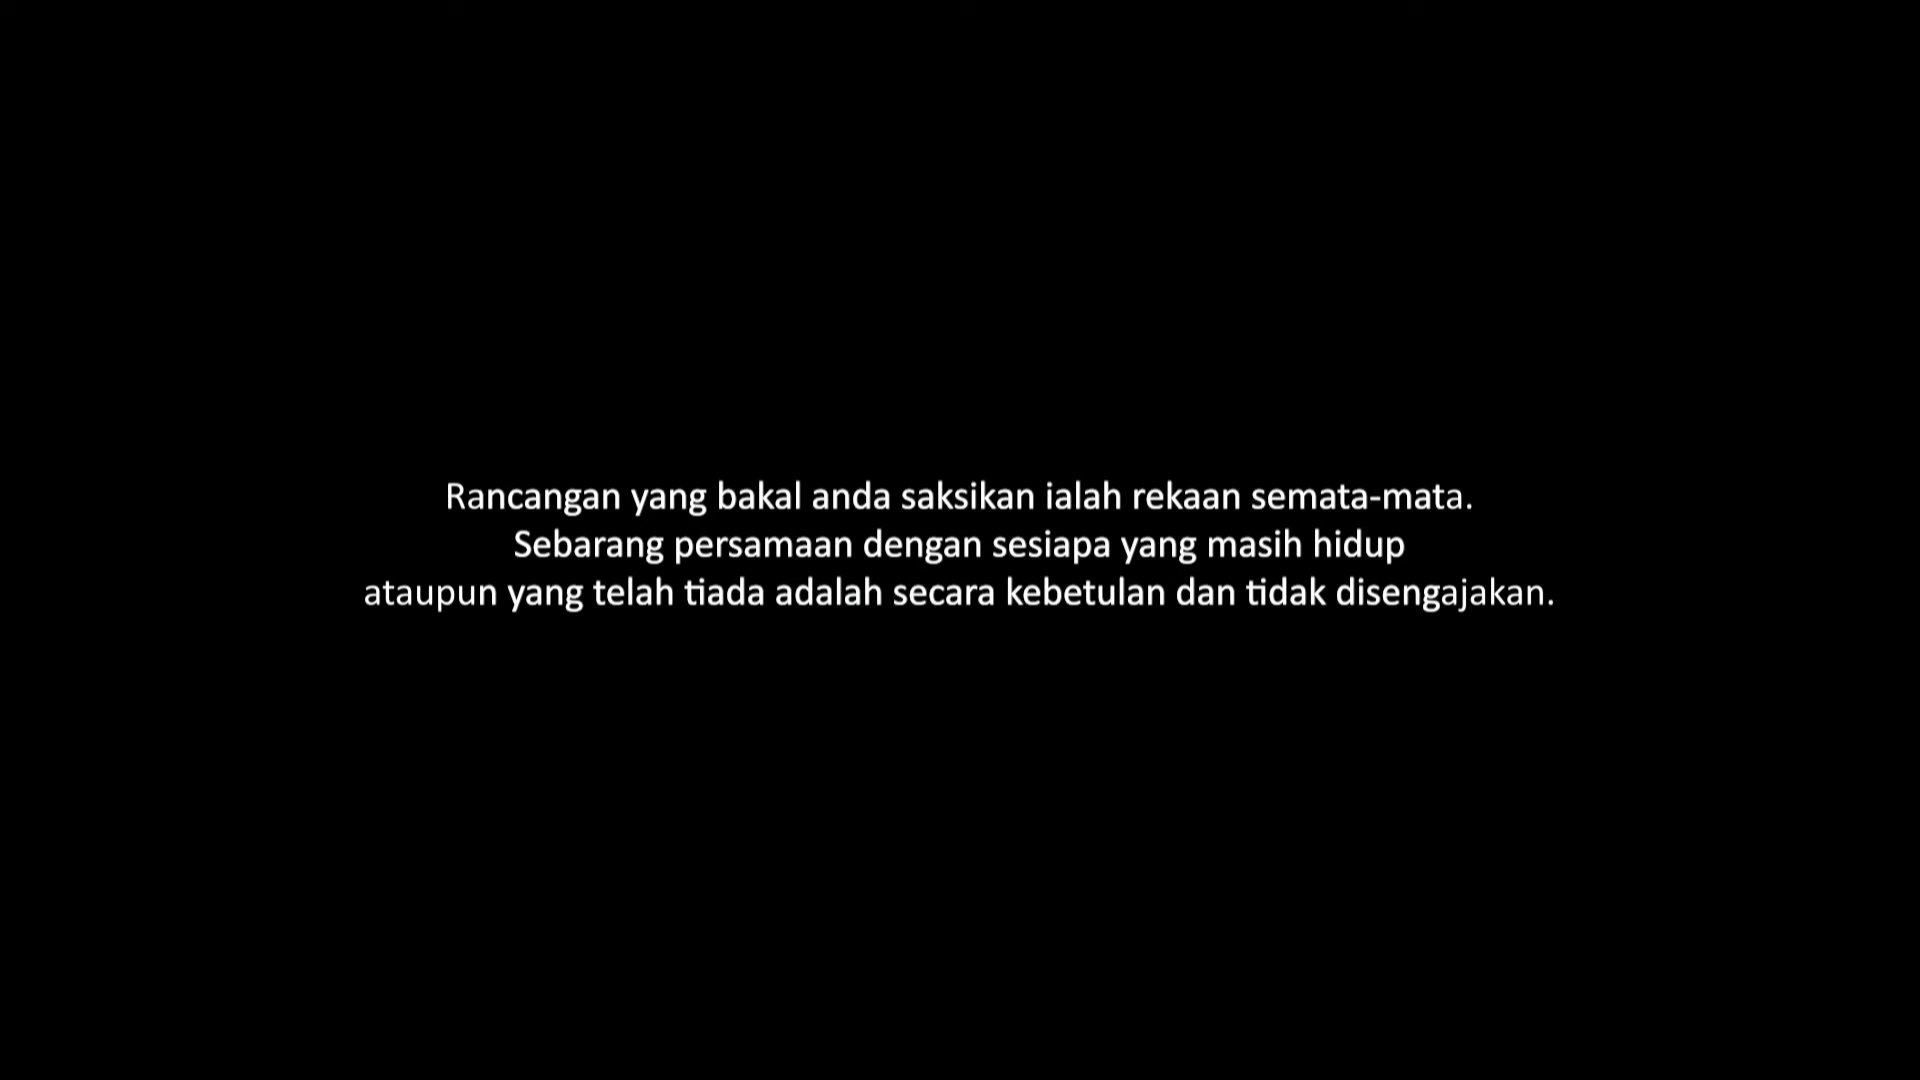 Rancangan yang bakal anda saksikan ialah rekaan semata-mata.
Sebarang persamaan dengan sesiapa yang masih hidup
ataupun yang telah tiada adalah secara kebetulan dan tidak disengajakan.